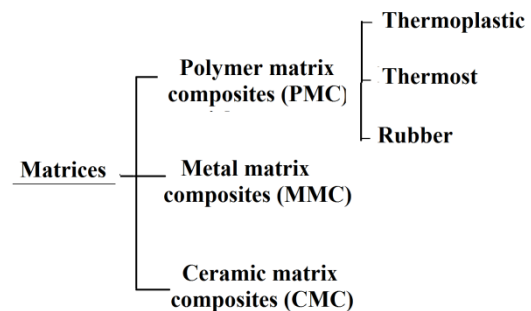 Thermoplastic
Polymer matrix
composites (PMC)
Thermost
Rubber
Matrices
Metal matrix
composites (MMC)
Ceramic matrix
composites (CMC)